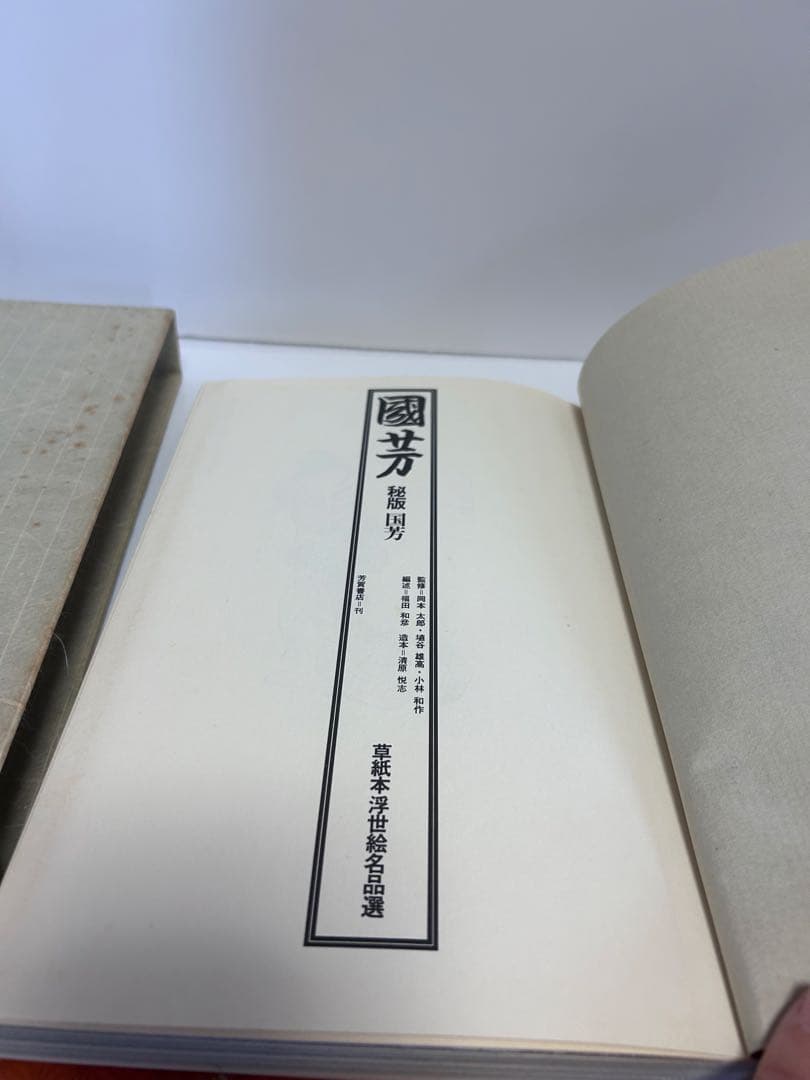 國芳
秘版 国芳
監修＝岡本 太郎・埴谷 雄高・小林 和作
編述＝福田 和彦 造本＝清原 悦志
芳賀書店＝刊
草紙本浮世絵名品選